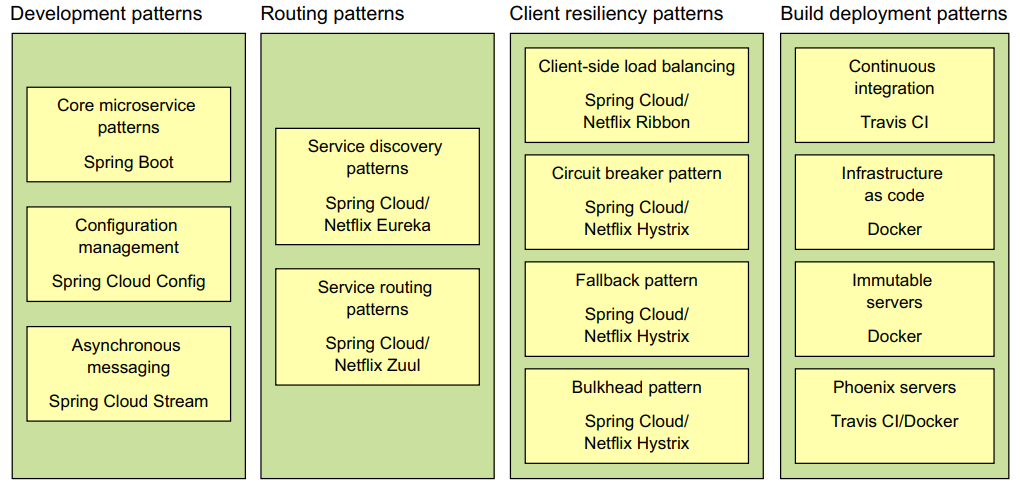 Development patterns
Core microservice
patterns
Spring Boot
Configuration
management
Spring Cloud Config
Asynchronous
messaging
Spring Cloud Stream
Routing patterns
Service discovery
patterns
Spring Cloud/
Netflix Eureka
Service routing
patterns
Spring Cloud/
Netflix Zuul
Client resiliency patterns
Client-side load balancing
Spring Cloud/
Netflix Ribbon
Circuit breaker pattern
Spring Cloud/
Netflix Hystrix
Fallback pattern
Spring Cloud/
Netflix Hystrix
Bulkhead pattern
Spring Cloud/
Netflix Hystrix
Build deployment patterns
Continuous
integration
Travis CI
Infrastructure
as code
Docker
Immutable
servers
Docker
Phoenix servers
Travis CI/Docker